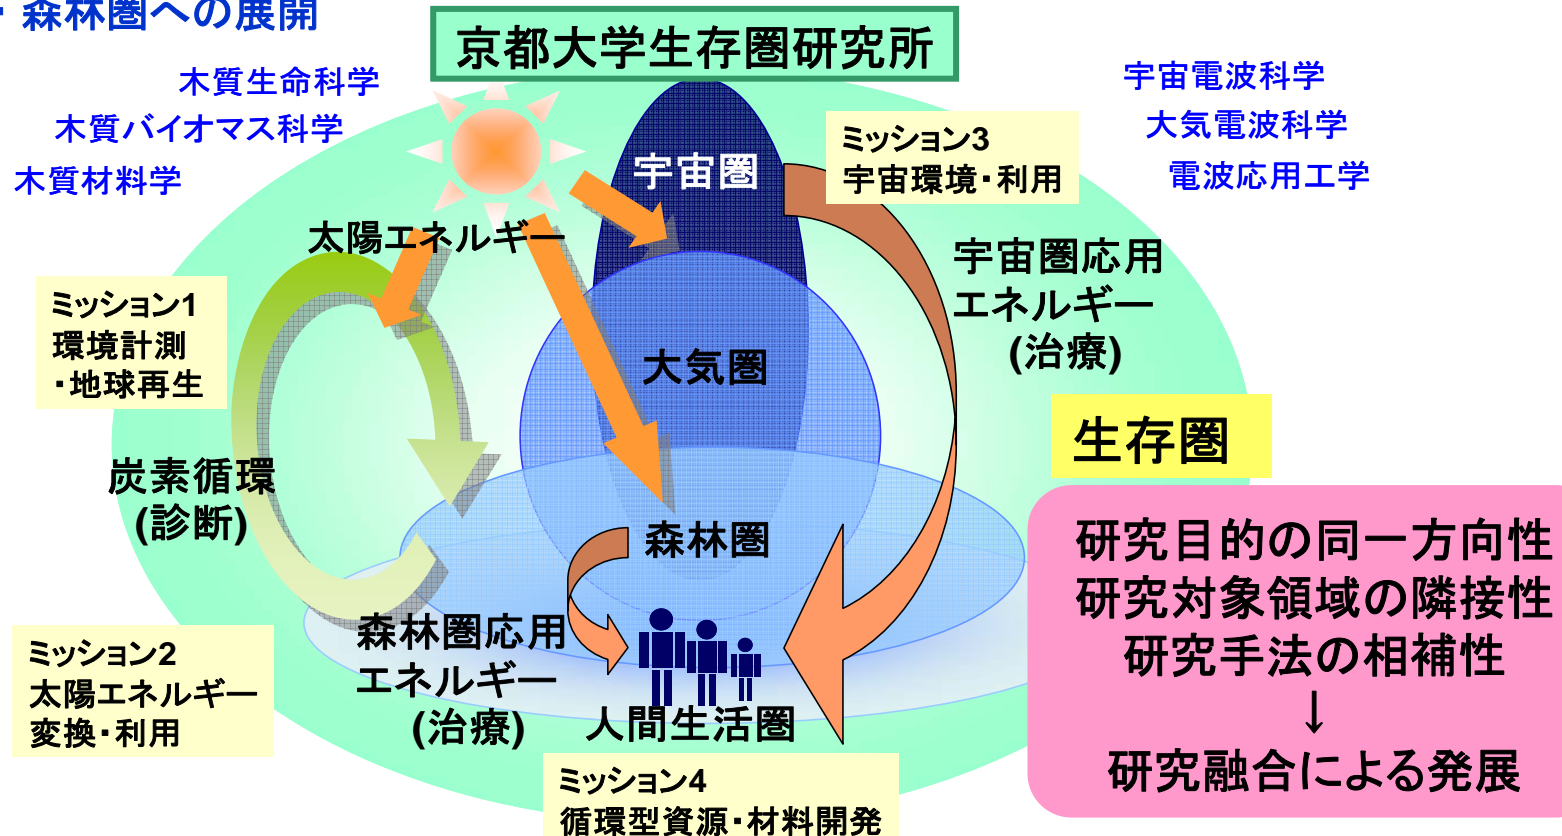 ・ 森林圏への展開
京都大学生存圏研究所
木質生命科学
木質バイオマス科学
木質材料学
宇宙電波科学
大気電波科学
電波応用工学
ミッション3
宇宙環境・利用
宇宙圏
太陽エネルギー
宇宙圏応用
エネルギー
(治療)
ミッション1
環境計測
・地球再生
大気圏
炭素循環
(診断)
生存圏
森林圏
研究目的の同一方向性
研究対象領域の隣接性
研究手法の相補性
↓
研究融合による発展
森林圏応用
エネルギー
(治療)
ミッション2
太陽エネルギー
変換・利用
人間生活圏
ミッション4
循環型資源・材料開発